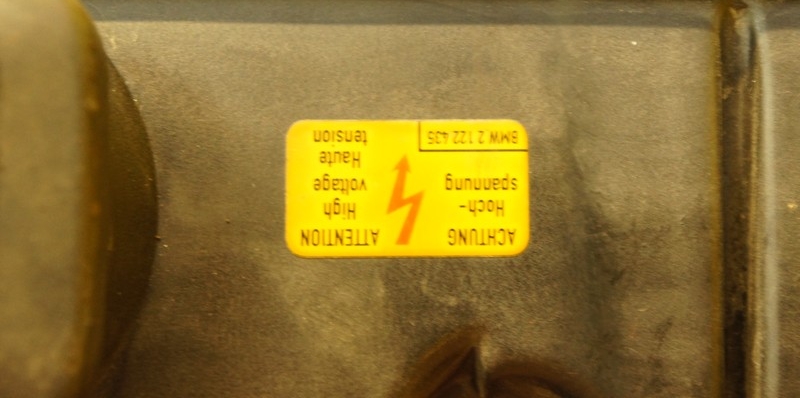 ACHTUNG
Hoch-
spannung
BMW 2 122 435
ATTENTION
High
voltage
Haute
tension